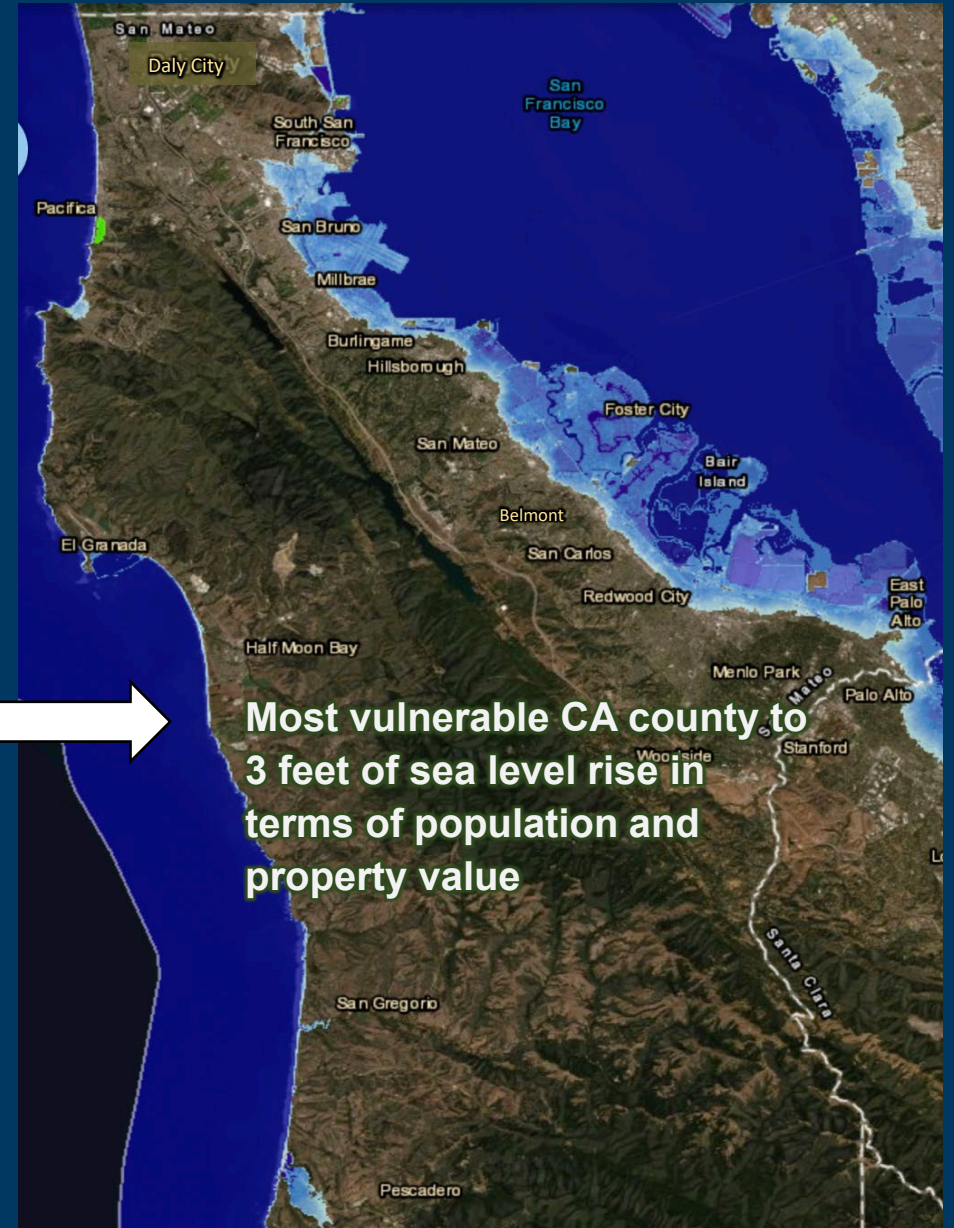 San Mateo
Daly City
San
Francisco
Bay
South San
Francisco
Pacifica
San Bruno
Millbrae
Burlingame
Hillsborough
Foster City
San Mateo
Bair
Island
Belmont
El Granada
San Carlos
Redwood City
East
Palo
Alto
Half Moon Bay
Menlo Park
San Mateo
Palo Alto
Most vulnerable CA county to
3 feet of sea level rise in
terms of population and
property value
Woodside
Stanford
Santa Clara
San Gregorio
Pescadero